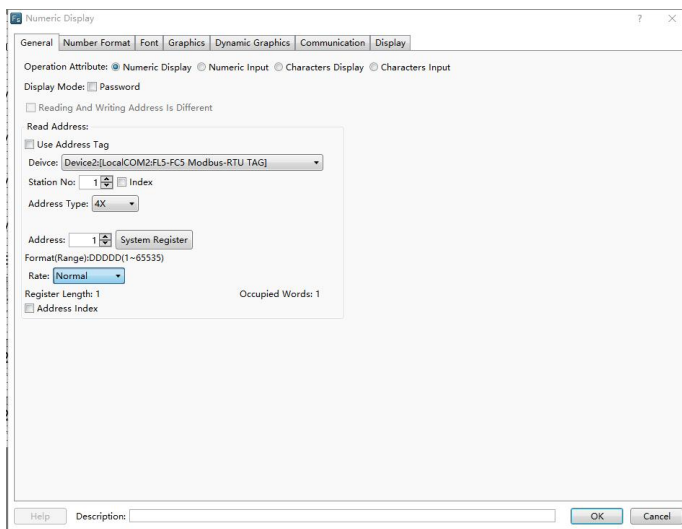 Fs Numeric Display ? ×
General Number Format Font Graphics Dynamic Graphics Communication Display
Operation Attribute: Numeric Display Numeric Input Characters Display Characters Input
Display Mode: Password
Reading And Writing Address Is Different
Read Address:
Use Address Tag
Deivce: Device2:[LocalCOM2:FL5-FC5 Modbus-RTU TAG]
Station No: 1 Index
Address Type: 4X
Address: 1 System Register
Format(Range):DDDDD(1~65535)
Rate: Normal
Register Length: 1 Occupied Words: 1
Address Index
Help Description: OK Cancel